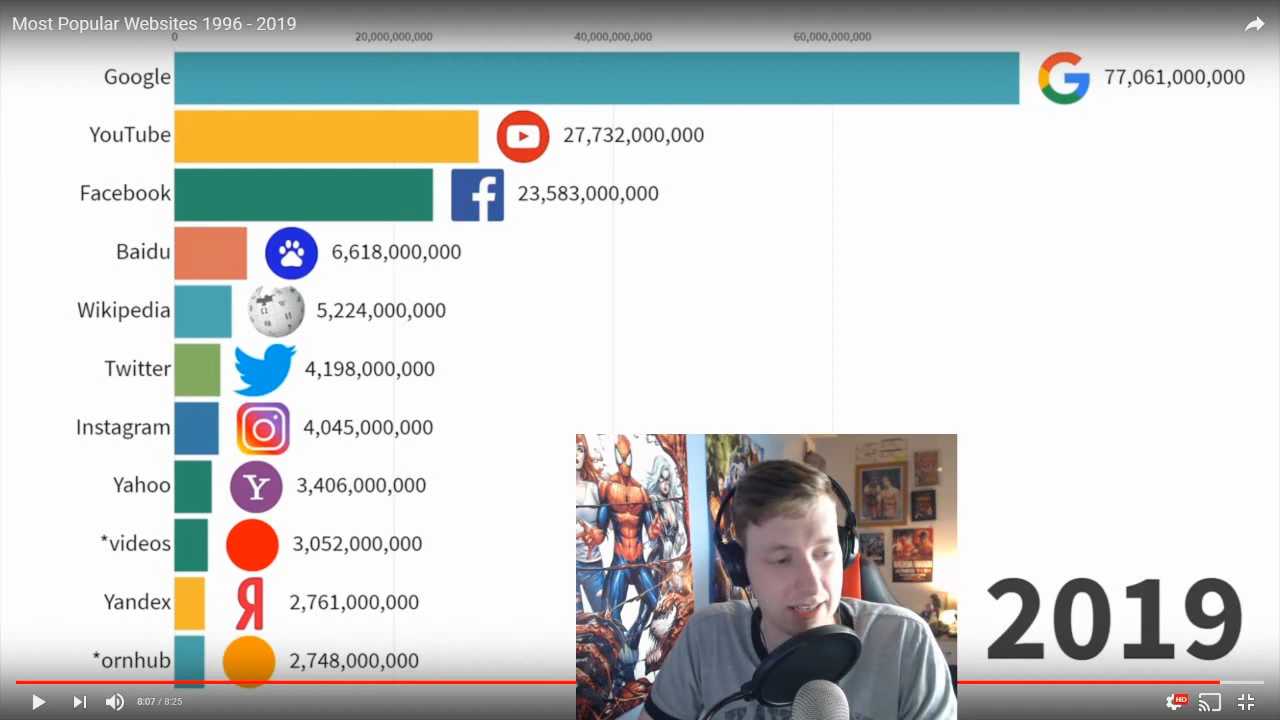 Most Popular Websites 1996 - 2019
0 20,000,000,000 40,000,000,000 60,000,000,000
Google 77,061,000,000
YouTube 27,732,000,000
Facebook 23,583,000,000
Baidu 6,618,000,000
Wikipedia 5,224,000,000
Twitter 4,198,000,000
Instagram 4,045,000,000
Yahoo Y 3,406,000,000
*videos 3,052,000,000
Yandex Я 2,761,000,000
*ornhub 2,748,000,000
2019
8:07 / 8:25 HD